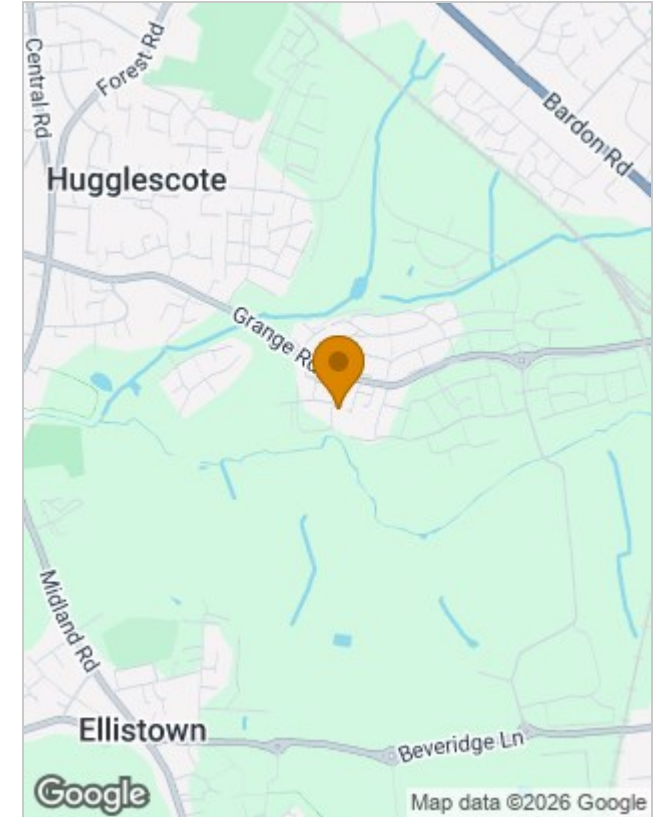 Central Rd
Forest Rd
Bardon Rd
Hugglescote
Grange Rd
Midland Rd
Ellistown
Beveridge Ln
Google
Map data ©2026 Google